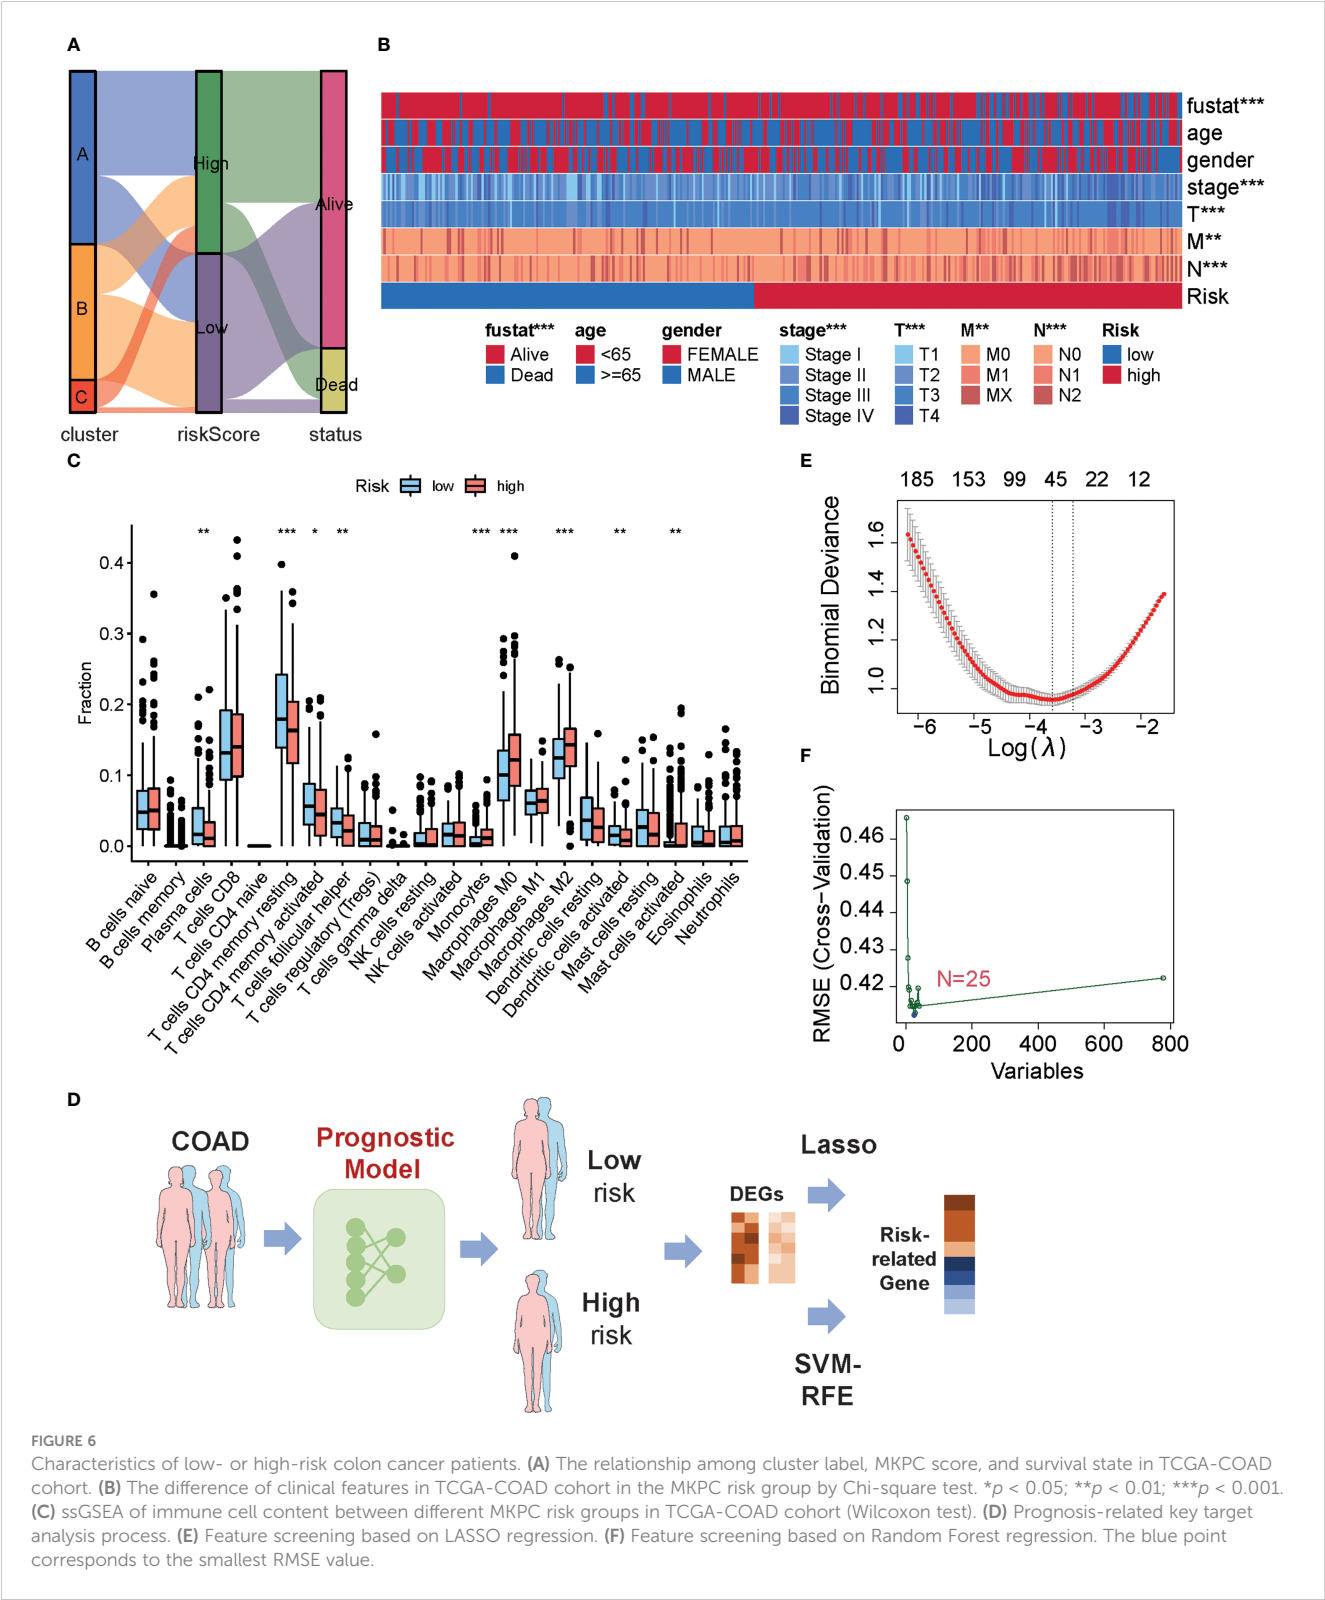 A
A
B
C
High
Low
Alive
Dead
cluster
riskScore
status
B
fustat***
age
gender
stage***
T***
M**
N***
Risk
fustat***
Alive
Dead
age
<65
>=65
gender
FEMALE
MALE
stage***
Stage I
Stage II
Stage III
Stage IV
T***
T1
T2
T3
T4
M**
M0
M1
MX
N***
N0
N1
N2
Risk
low
high
C
Risk low high
** *** * ** *** *** *** ** **
Fraction
0.4
0.3
0.2
0.1
0.0
B cells naive
B cells memory
Plasma cells
T cells CD8
T cells CD4 naive
T cells CD4 memory resting
T cells CD4 memory activated
T cells follicular helper
T cells regulatory (Tregs)
T cells gamma delta
NK cells resting
NK cells activated
Monocytes
Macrophages M0
Macrophages M1
Macrophages M2
Dendritic cells resting
Dendritic cells activated
Mast cells resting
Mast cells activated
Eosinophils
Neutrophils
E
185 153 99 45 22 12
Binomial Deviance
1.6
1.4
1.2
1.0
−6 −5 −4 −3 −2
Log(λ)
F
RMSE (Cross−Validation)
0.46
0.45
0.44
0.43
0.42
N=25
0 200 400 600 800
Variables
D
COAD
Prognostic
Model
Low
risk
High
risk
DEGs
Lasso
SVM-
RFE
Risk-
related
Gene
FIGURE 6
Characteristics of low- or high-risk colon cancer patients. (A) The relationship among cluster label, MKPC score, and survival state in TCGA-COAD
cohort. (B) The difference of clinical features in TCGA-COAD cohort in the MKPC risk group by Chi-square test. *p < 0.05; **p < 0.01; ***p < 0.001.
(C) ssGSEA of immune cell content between different MKPC risk groups in TCGA-COAD cohort (Wilcoxon test). (D) Prognosis-related key target
analysis process. (E) Feature screening based on LASSO regression. (F) Feature screening based on Random Forest regression. The blue point
corresponds to the smallest RMSE value.